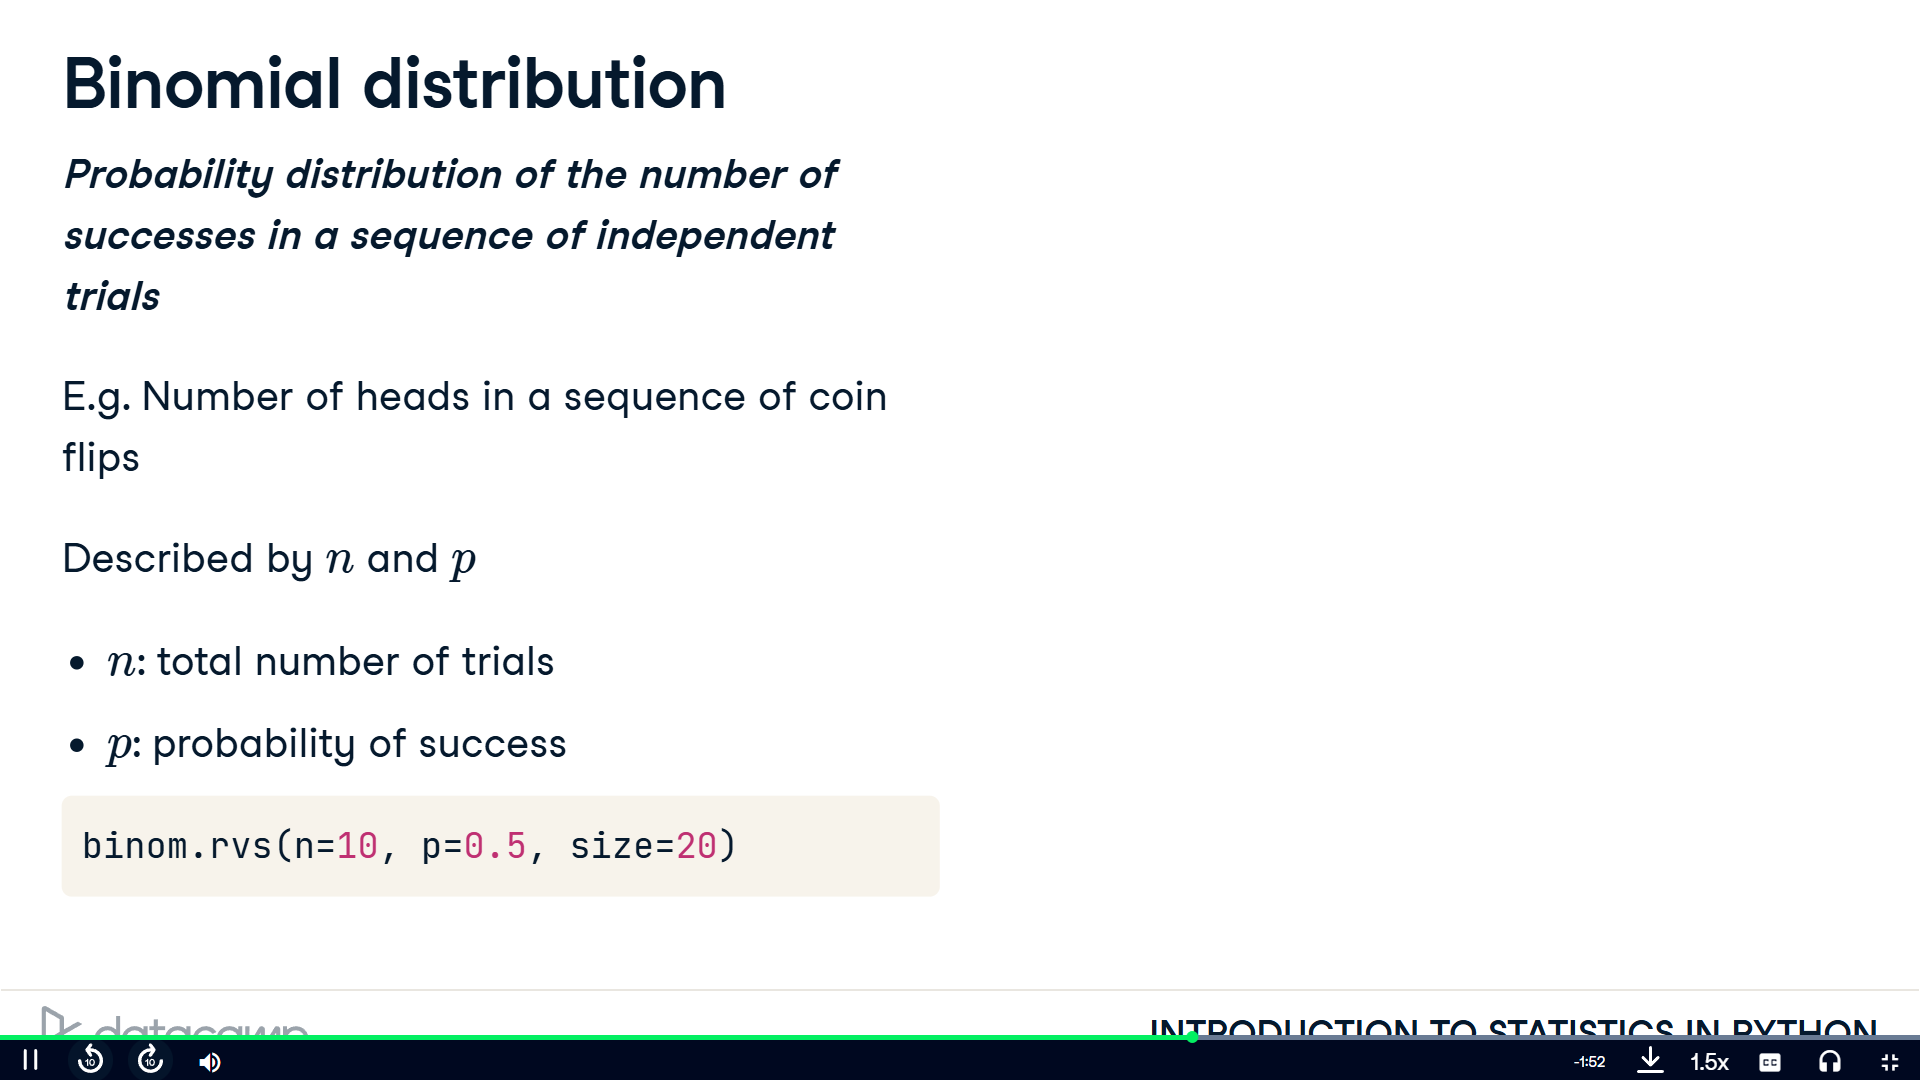 Binomial distribution
Probability distribution of the number of
successes in a sequence of independent
trials
E.g. Number of heads in a sequence of coin
flips
Described by n and p
• n: total number of trials
• p: probability of success
binom.rvs(n=10, p=0.5, size=20)
datacamp
INTRODUCTION TO STATISTICS IN PYTHON
10 10 -1:52 1.5x CC